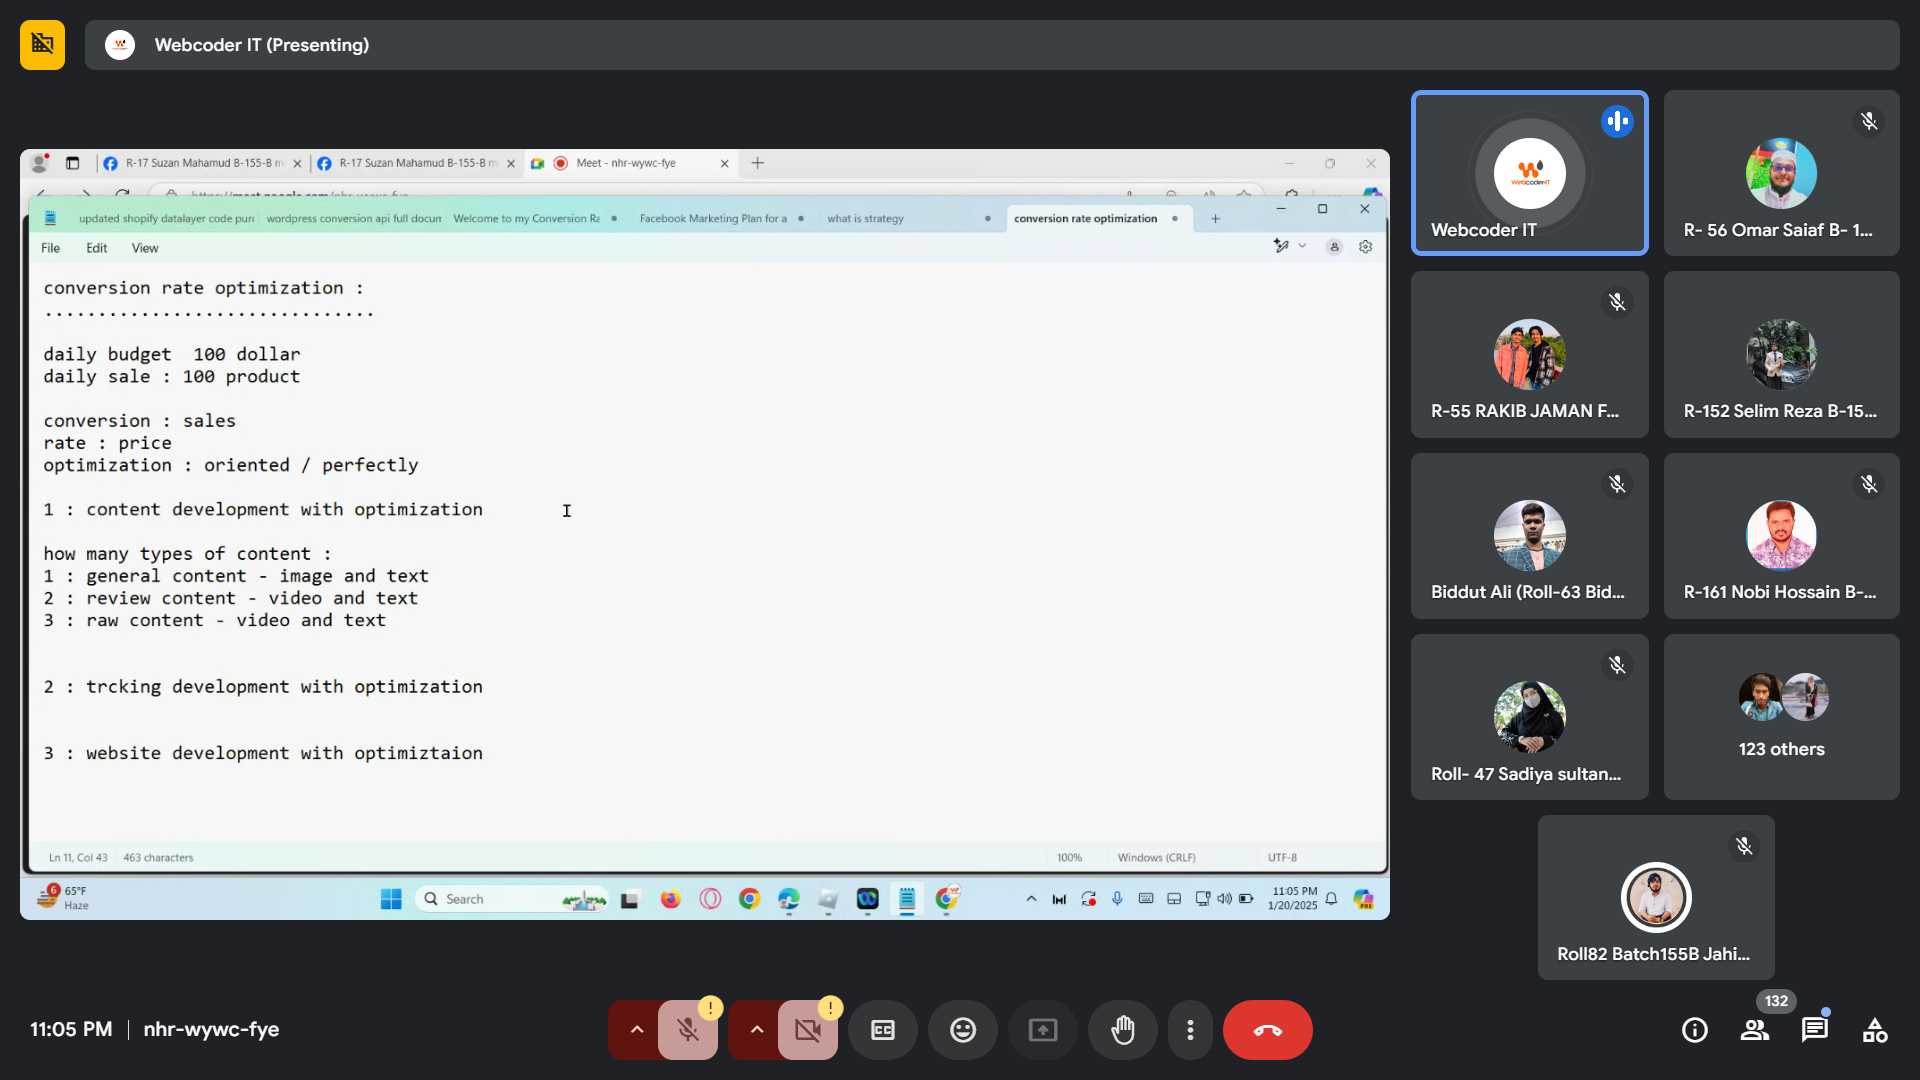 Webcoder IT (Presenting)
R-17 Suzan Mahamud B-155-B m
R-17 Suzan Mahamud B-155-B m
Meet - nhr-wywc-fye
updated shopify datalayer code pur
wordpress conversion api full docum
Welcome to my Conversion Ra
Facebook Marketing Plan for a
what is strategy
conversion rate optimization
File Edit View
conversion rate optimization :
...............................
daily budget  100 dollar
daily sale : 100 product
conversion : sales
rate : price
optimization : oriented / perfectly
1 : content development with optimization
how many types of content :
1 : general content - image and text
2 : review content - video and text
3 : raw content - video and text
2 : trcking development with optimization
3 : website development with optimiztaion
Ln 11, Col 43
463 characters
100%
Windows (CRLF)
UTF-8
6
65°F
Haze
Search
11:05 PM
1/20/2025
Webcoder IT
R- 56 Omar Saiaf B- 1...
R-55 RAKIB JAMAN F...
R-152 Selim Reza B-15...
Biddut Ali (Roll-63 Bid...
R-161 Nobi Hossain B-...
Roll- 47 Sadiya sultan...
123 others
Roll82 Batch155B Jahi...
11:05 PM
nhr-wywc-fye
132